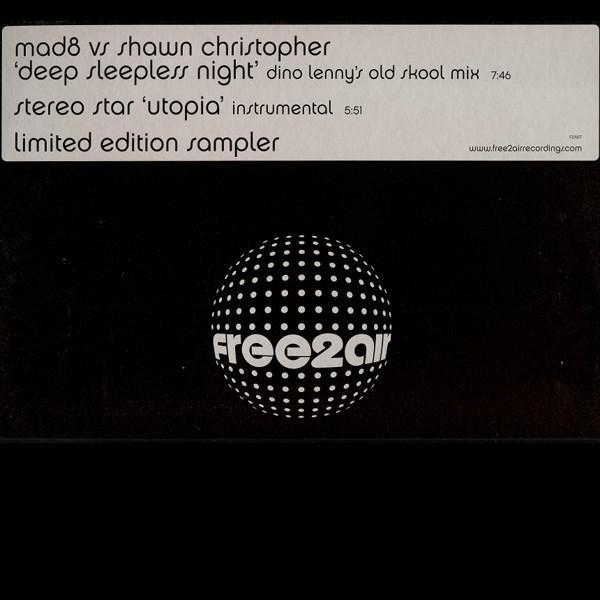 mad8 vs shawn christopher
'deep sleepless night' dino lenny's old skool mix 7:46
stereo star 'utopia' instrumental 5:51
limited edition sampler
www.free2airrecordings.com
free2air